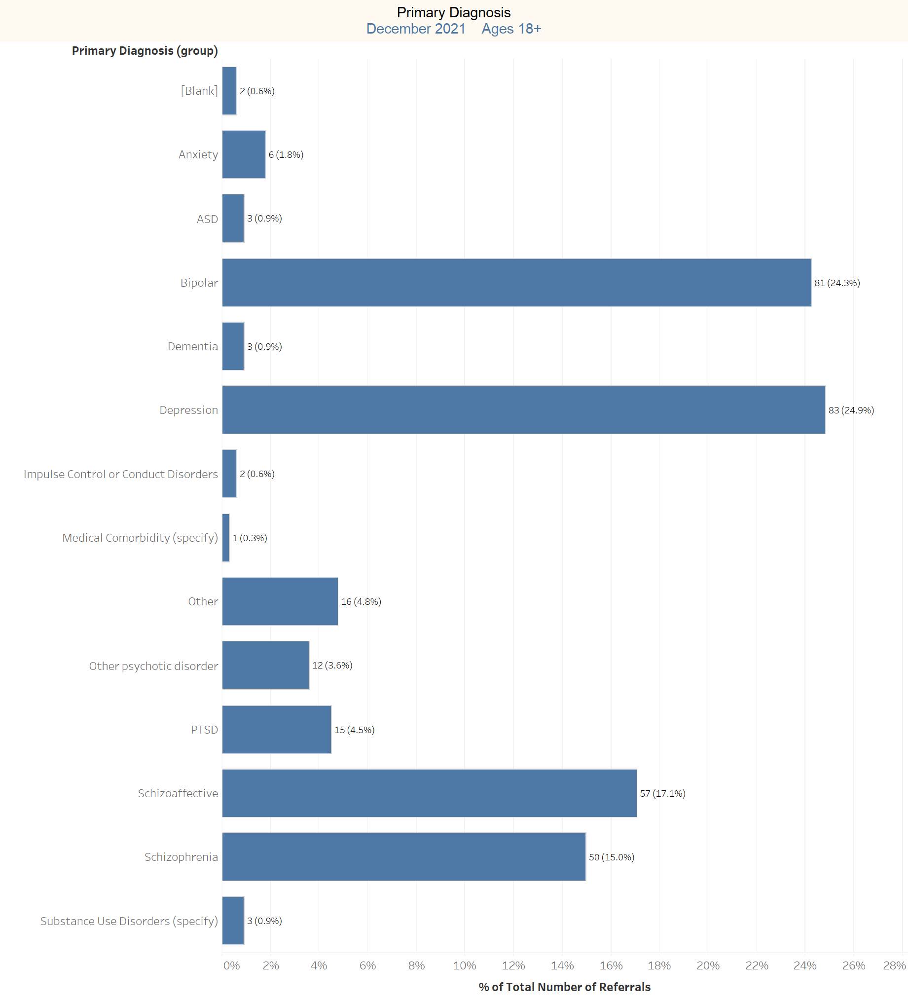 Primary Diagnosis
December 2021 Ages 18+
Primary Diagnosis (group)
[Blank] 2 (0.6%)
Anxiety 6 (1.8%)
ASD 3 (0.9%)
Bipolar 81 (24.3%)
Dementia 3 (0.9%)
Depression 83 (24.9%)
Impulse Control or Conduct Disorders 2 (0.6%)
Medical Comorbidity (specify) 1 (0.3%)
Other 16 (4.8%)
Other psychotic disorder 12 (3.6%)
PTSD 15 (4.5%)
Schizoaffective 57 (17.1%)
Schizophrenia 50 (15.0%)
Substance Use Disorders (specify) 3 (0.9%)
0% 2% 4% 6% 8% 10% 12% 14% 16% 18% 20% 22% 24% 26% 28%
% of Total Number of Referrals